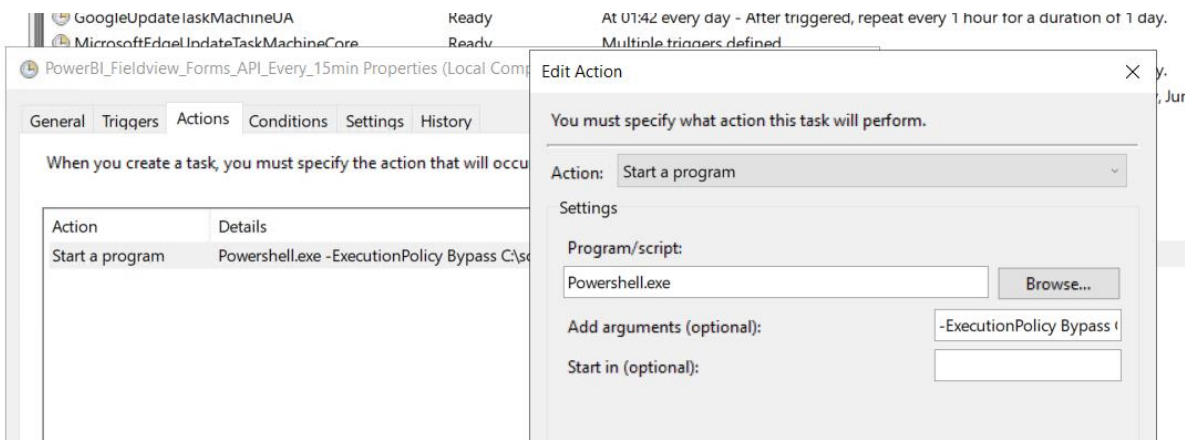 GoogleUpdateTaskMachineUA Ready At 01:42 every day - After triggered, repeat every 1 hour for a duration of 1 day.
MicrosoftEdgeUpdateTaskMachineCore Ready Multiple triggers defined
PowerBI_Fieldview_Forms_API_Every_15min Properties (Local Comp
General Triggers Actions Conditions Settings History
When you create a task, you must specify the action that will occu
Action Details
Start a program Powershell.exe -ExecutionPolicy Bypass C:\sc
Edit Action
y.
, Jun
You must specify what action this task will perform.
Action: Start a program
Settings
Program/script:
Powershell.exe Browse...
Add arguments (optional): -ExecutionPolicy Bypass
Start in (optional):